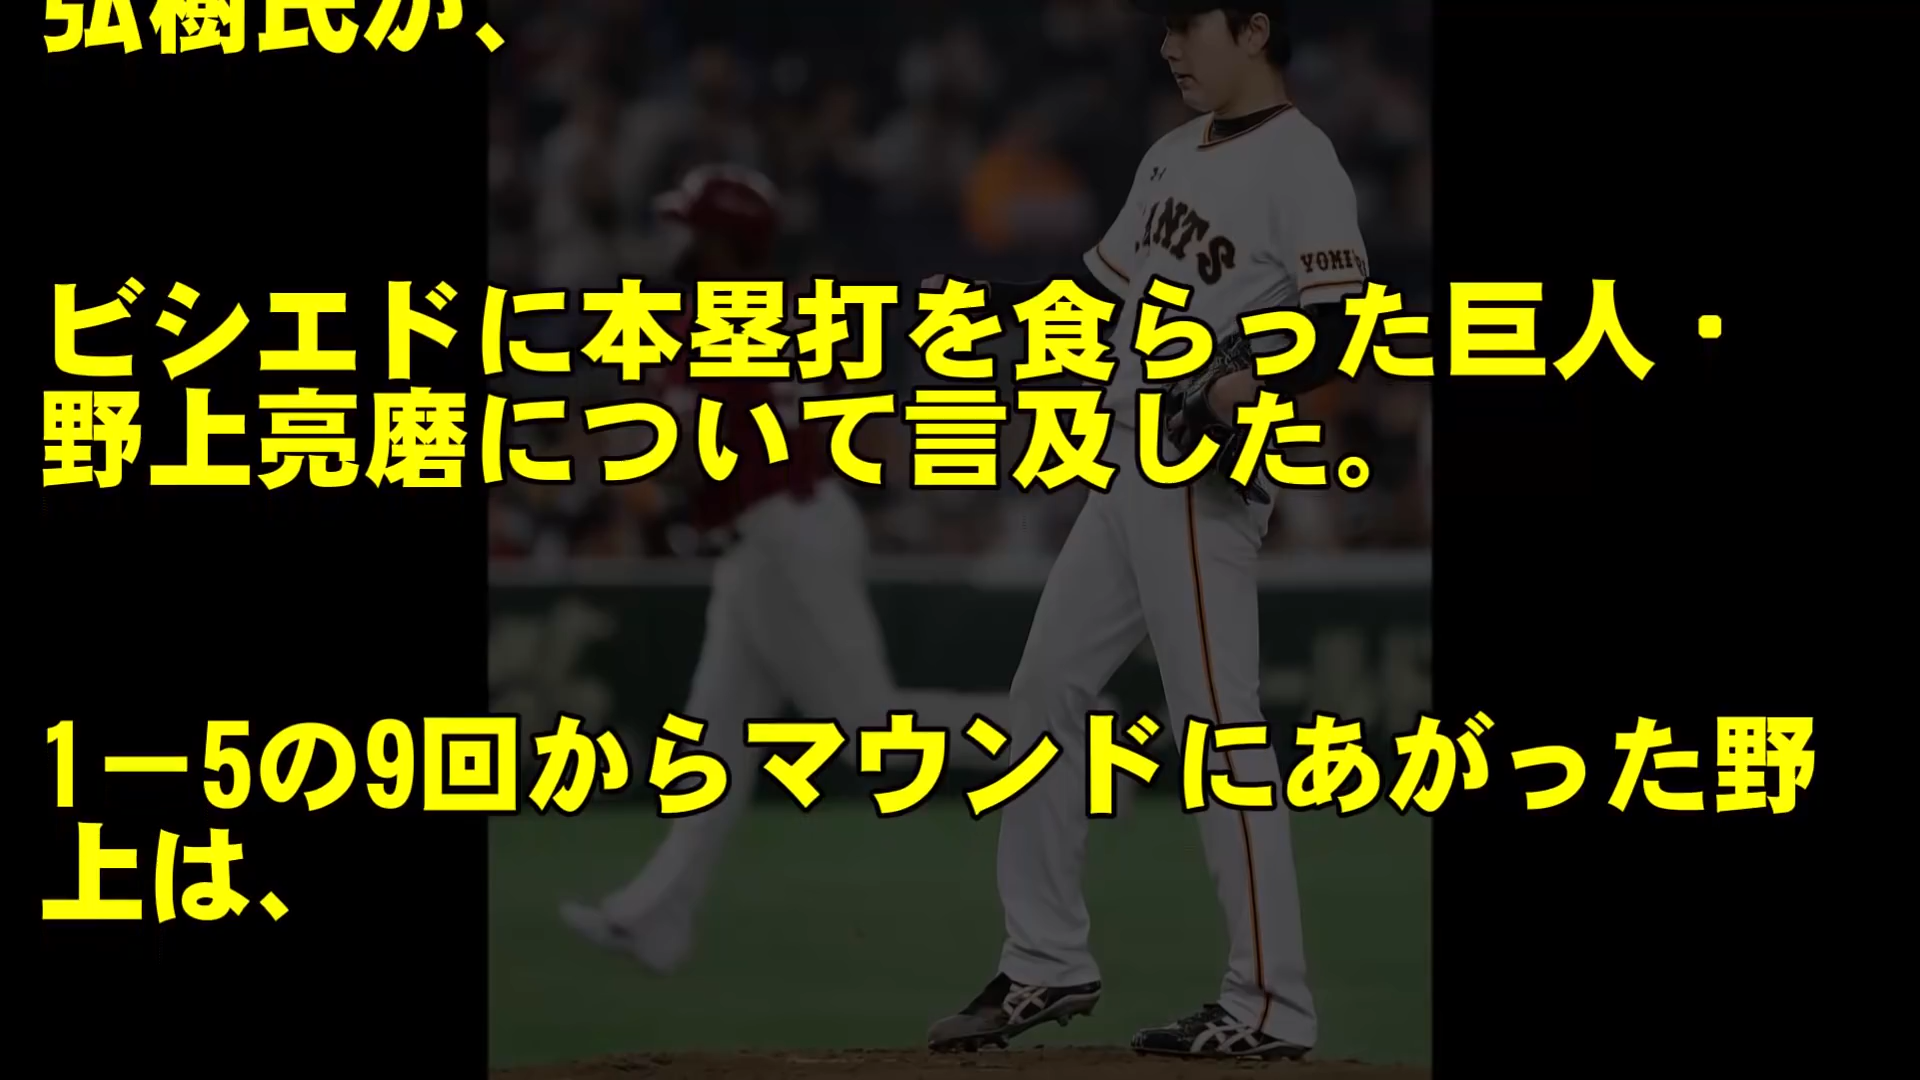 弘樹氏が、
ビシエドに本塁打を食らった巨人・
野上亮磨について言及した。
1－5の9回からマウンドにあがった野
上は、
ANTS
YOMI